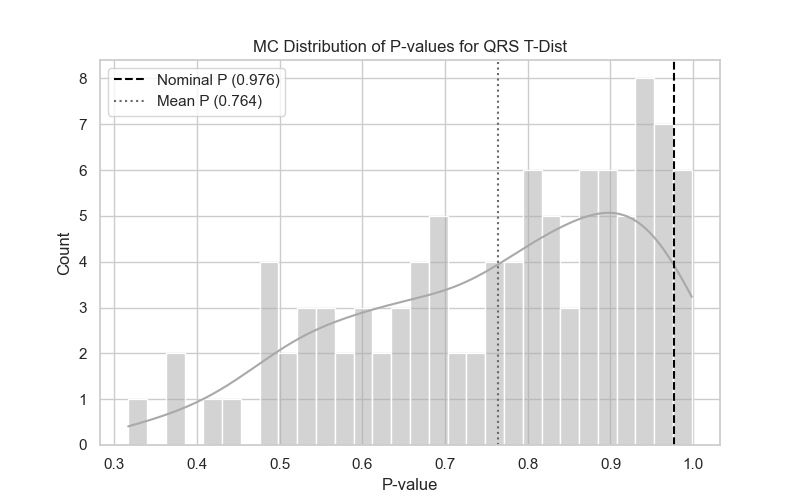 MC Distribution of P-values for QRS T-Dist
Nominal P (0.976)
Mean P (0.764)
8
7
6
5
4
3
2
1
0
Count
0.3 0.4 0.5 0.6 0.7 0.8 0.9 1.0
P-value